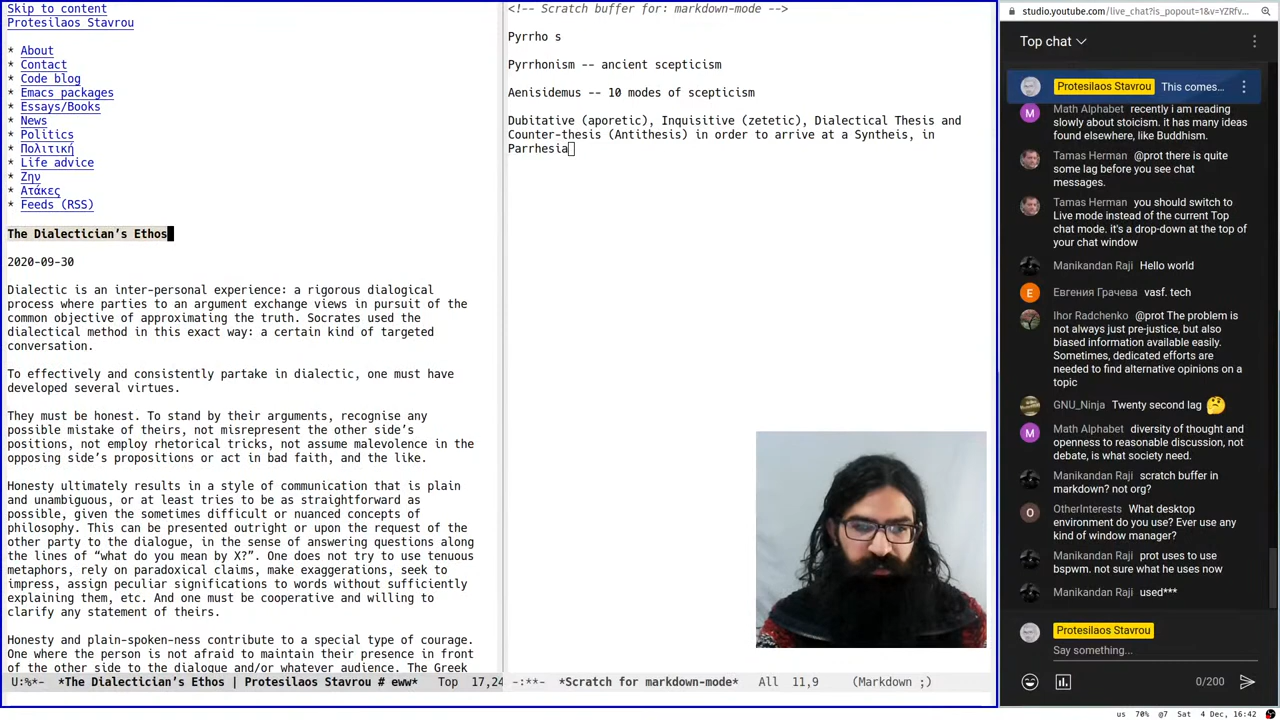 Skip to content
Protesilaos Stavrou
* About
* Contact
* Code blog
* Emacs packages
* Essays/Books
* News
* Politics
* Πολιτική
* Life advice
* Ζην
* Ατάκες
* Feeds (RSS)
The Dialectician’s Ethos
2020-09-30
Dialectic is an inter-personal experience: a rigorous dialogical
process where parties to an argument exchange views in pursuit of the
common objective of approximating the truth. Socrates used the
dialectical method in this exact way: a certain kind of targeted
conversation.
To effectively and consistently partake in dialectic, one must have
developed several virtues.
They must be honest. To stand by their arguments, recognise any
possible mistake of theirs, not misrepresent the other side’s
positions, not employ rhetorical tricks, not assume malevolence in the
opposing side’s propositions or act in bad faith, and the like.
Honesty ultimately results in a style of communication that is plain
and unambiguous, or at least tries to be as straightforward as
possible, given the sometimes difficult or nuanced concepts of
philosophy. This can be presented outright or upon the request of the
other party to the dialogue, in the sense of answering questions along
the lines of “what do you mean by X?”. One does not try to use tenuous
metaphors, rely on paradoxical claims, make exaggerations, seek to
impress, assign peculiar significations to words without sufficiently
explaining them, etc. And one must be cooperative and willing to
clarify any statement of theirs.
Honesty and plain-spoken-ness contribute to a special type of courage.
One where the person is not afraid to maintain their presence in front
of the other side to the dialogue and/or whatever audience. The Greek
U:%*- *The Dialectician’s Ethos | Protesilaos Stavrou # eww* Top 17,24
<!-- Scratch buffer for: markdown-mode -->
Pyrrho s
Pyrrhonism -- ancient scepticism
Aenisidemus -- 10 modes of scepticism
Dubitative (aporetic), Inquisitive (zetetic), Dialectical Thesis and
Counter-thesis (Antithesis) in order to arrive at a Syntheis, in
Parrhesia
-:**- *Scratch for markdown-mode* All 11,9 (Markdown ;)
studio.youtube.com/live_chat?is_popout=1&v=YZRfv...
Top chat
Protesilaos Stavrou This comes...
Math Alphabet recently i am reading
slowly about stoicism. it has many ideas
found elsewhere, like Buddhism.
Tamas Herman @prot there is quite
some lag before you see chat
messages.
Tamas Herman you should switch to
Live mode instead of the current Top
chat mode. it's a drop-down at the top of
your chat window
Manikandan Raji Hello world
Евгения Грачева vasf. tech
Ihor Radchenko @prot The problem is
not always just pre-justice, but also
biased information available easily.
Sometimes, dedicated efforts are
needed to find alternative opinions on a
topic
GNU_Ninja Twenty second lag 🤔
Math Alphabet diversity of thought and
openness to reasonable discussion, not
debate, is what society need.
Manikandan Raji scratch buffer in
markdown? not org?
OtherInterests What desktop
environment do you use? Ever use any
kind of window manager?
Manikandan Raji prot uses to use
bspwm. not sure what he uses now
Manikandan Raji used***
Protesilaos Stavrou
Say something...
0/200
us 70% @7 Sat 4 Dec, 16:42